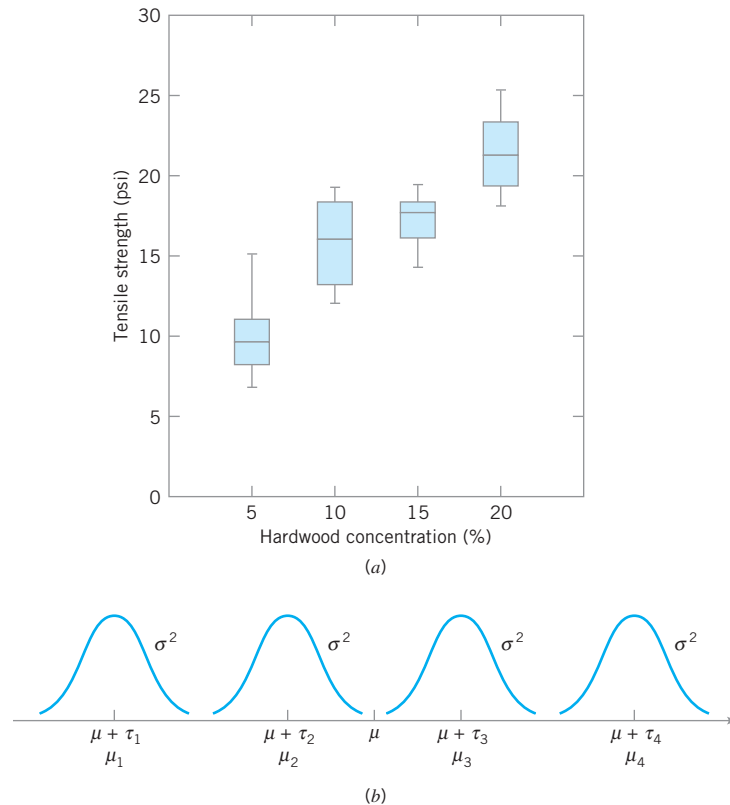 30
25
20
15
10
5
0
Tensile strength (psi)
5 10 15 20
Hardwood concentration (%)
(a)
σ² σ² σ² σ²
μ + τ₁ μ + τ₂ μ μ + τ₃ μ + τ₄
μ₁ μ₂ μ₃ μ₄
(b)